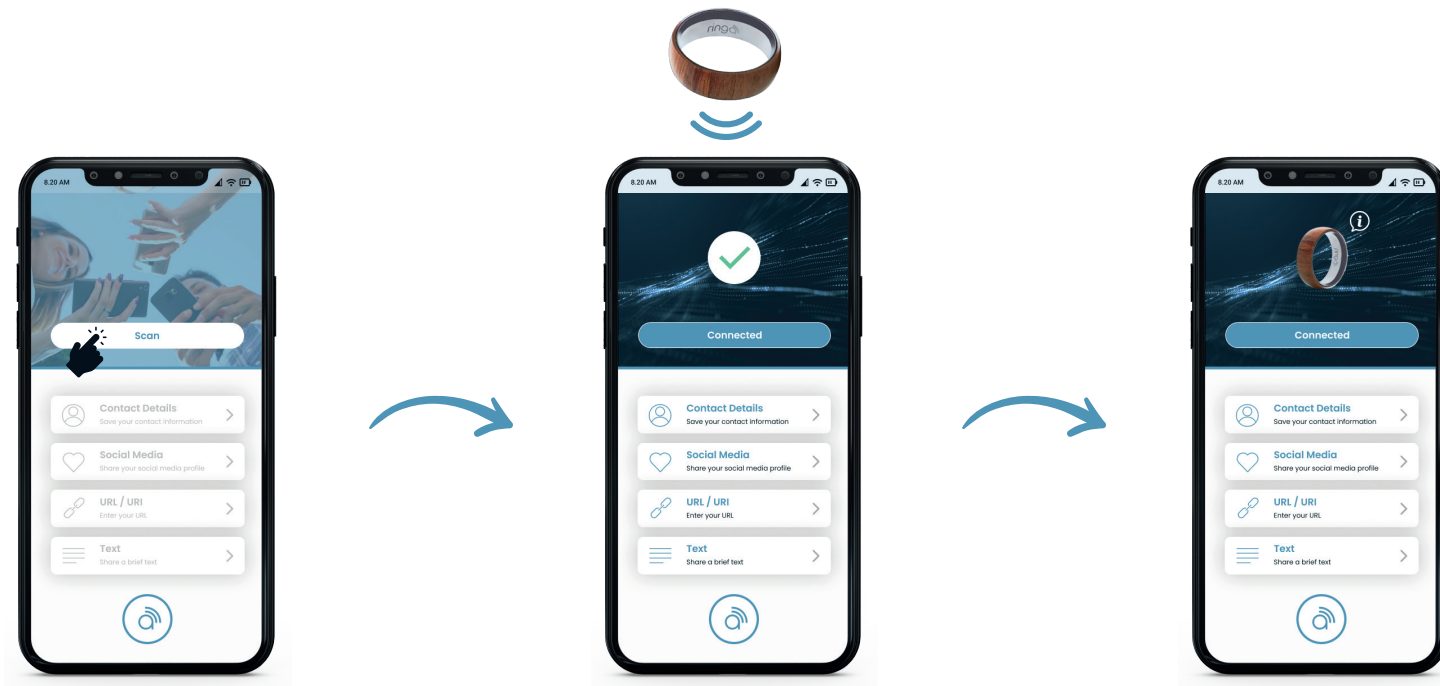 ringa
8.20 AM
Scan
Contact Details
Save your contact information
Social Media
Share your social media profile
URL / URI
Enter your URL
Text
Share a brief text
8.20 AM
Connected
Contact Details
Save your contact information
Social Media
Share your social media profile
URL / URI
Enter your URL
Text
Share a brief text
8.20 AM
i
Connected
Contact Details
Save your contact information
Social Media
Share your social media profile
URL / URI
Enter your URL
Text
Share a brief text